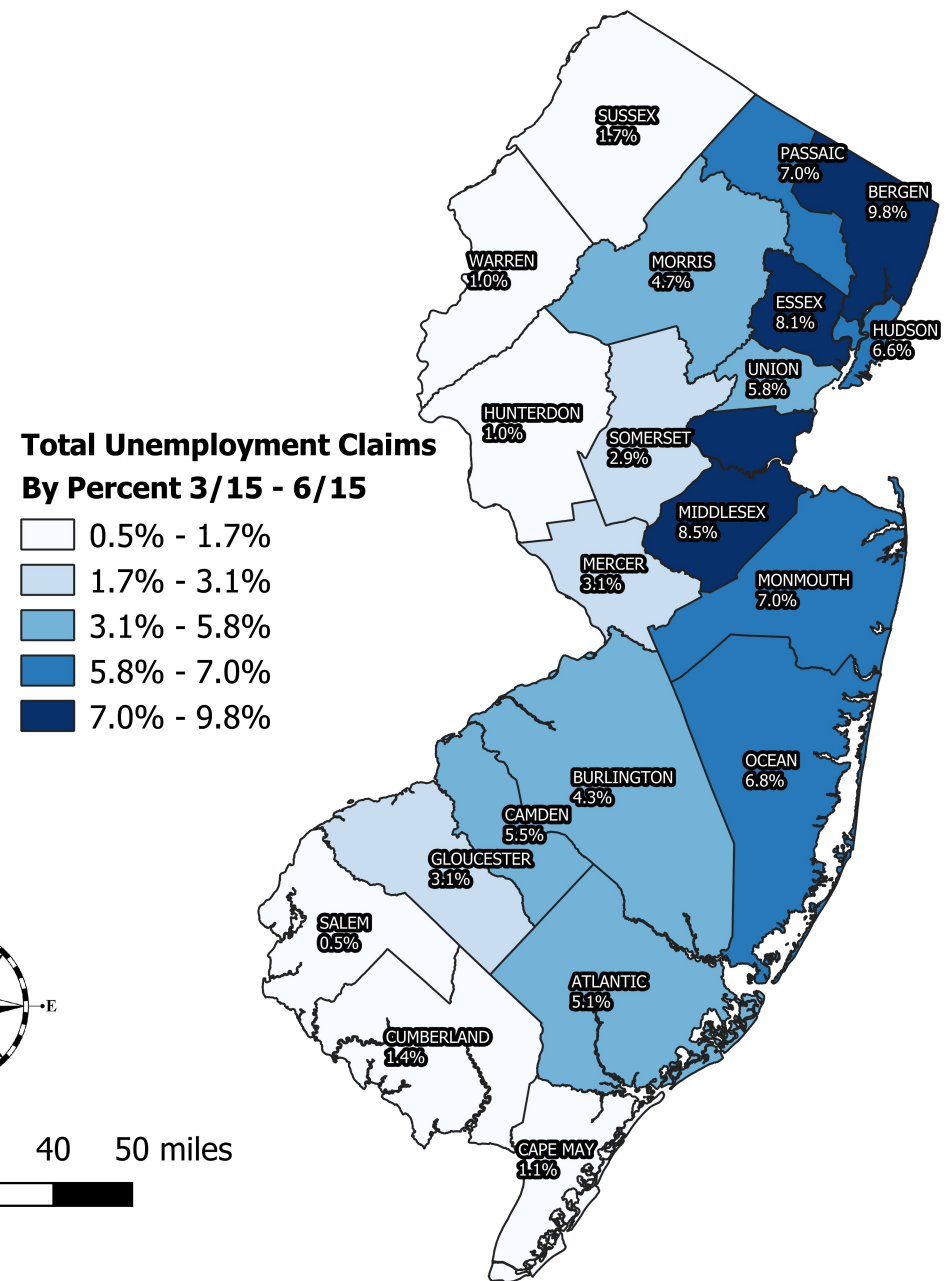 SUSSEX
1.7%
PASSAIC
7.0%
BERGEN
9.8%
WARREN
1.0%
MORRIS
4.7%
ESSEX
8.1%
HUDSON
6.6%
UNION
5.8%
HUNTERDON
1.0%
SOMERSET
2.9%
Total Unemployment Claims
By Percent 3/15 - 6/15
0.5% - 1.7%
1.7% - 3.1%
3.1% - 5.8%
5.8% - 7.0%
7.0% - 9.8%
MIDDLESEX
8.5%
MERCER
3.1%
MONMOUTH
7.0%
OCEAN
6.8%
BURLINGTON
4.3%
CAMDEN
5.5%
GLOUCESTER
3.1%
SALEM
0.5%
ATLANTIC
5.1%
E
CUMBERLAND
1.4%
CAPE MAY
1.1%
40 50 miles